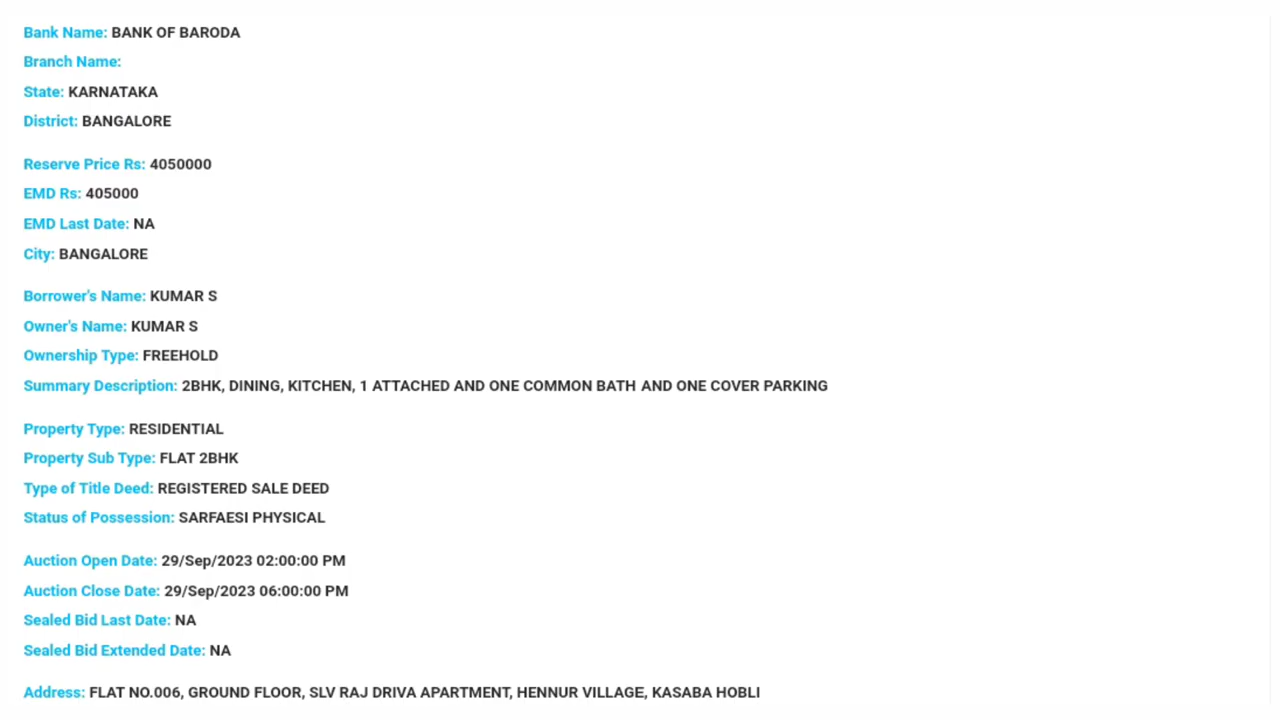 Bank Name: BANK OF BARODA
Branch Name:
State: KARNATAKA
District: BANGALORE
Reserve Price Rs: 4050000
EMD Rs: 405000
EMD Last Date: NA
City: BANGALORE
Borrower's Name: KUMAR S
Owner's Name: KUMAR S
Ownership Type: FREEHOLD
Summary Description: 2BHK, DINING, KITCHEN, 1 ATTACHED AND ONE COMMON BATH AND ONE COVER PARKING
Property Type: RESIDENTIAL
Property Sub Type: FLAT 2BHK
Type of Title Deed: REGISTERED SALE DEED
Status of Possession: SARFAESI PHYSICAL
Auction Open Date: 29/Sep/2023 02:00:00 PM
Auction Close Date: 29/Sep/2023 06:00:00 PM
Sealed Bid Last Date: NA
Sealed Bid Extended Date: NA
Address: FLAT NO.006, GROUND FLOOR, SLV RAJ DRIVA APARTMENT, HENNUR VILLAGE, KASABA HOBLI